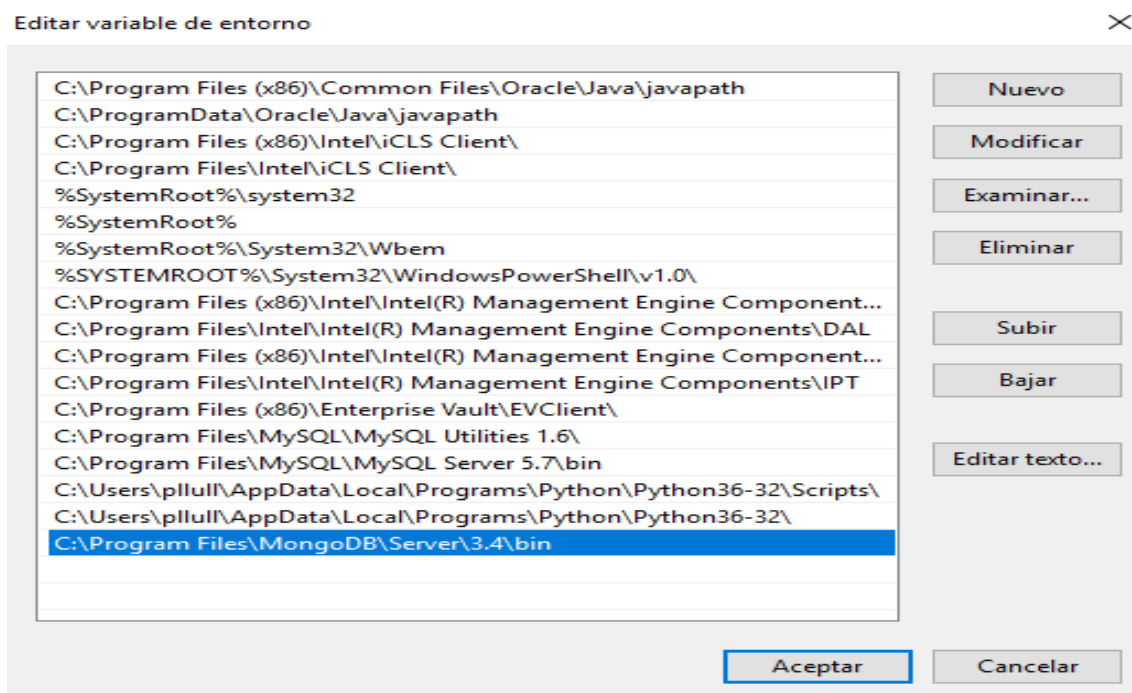 Editar variable de entorno
C:\Program Files (x86)\Common Files\Oracle\Java\javapath
C:\ProgramData\Oracle\Java\javapath
C:\Program Files (x86)\Intel\iCLS Client\
C:\Program Files\Intel\iCLS Client\
%SystemRoot%\system32
%SystemRoot%
%SystemRoot%\System32\Wbem
%SYSTEMROOT%\System32\WindowsPowerShell\v1.0\
C:\Program Files (x86)\Intel\Intel(R) Management Engine Component...
C:\Program Files\Intel\Intel(R) Management Engine Components\DAL
C:\Program Files (x86)\Intel\Intel(R) Management Engine Component...
C:\Program Files\Intel\Intel(R) Management Engine Components\IPT
C:\Program Files (x86)\Enterprise Vault\EVClient\
C:\Program Files\MySQL\MySQL Utilities 1.6\
C:\Program Files\MySQL\MySQL Server 5.7\bin
C:\Users\pllull\AppData\Local\Programs\Python\Python36-32\Scripts\
C:\Users\pllull\AppData\Local\Programs\Python\Python36-32\
C:\Program Files\MongoDB\Server\3.4\bin
Nuevo
Modificar
Examinar...
Eliminar
Subir
Bajar
Editar texto...
Aceptar
Cancelar